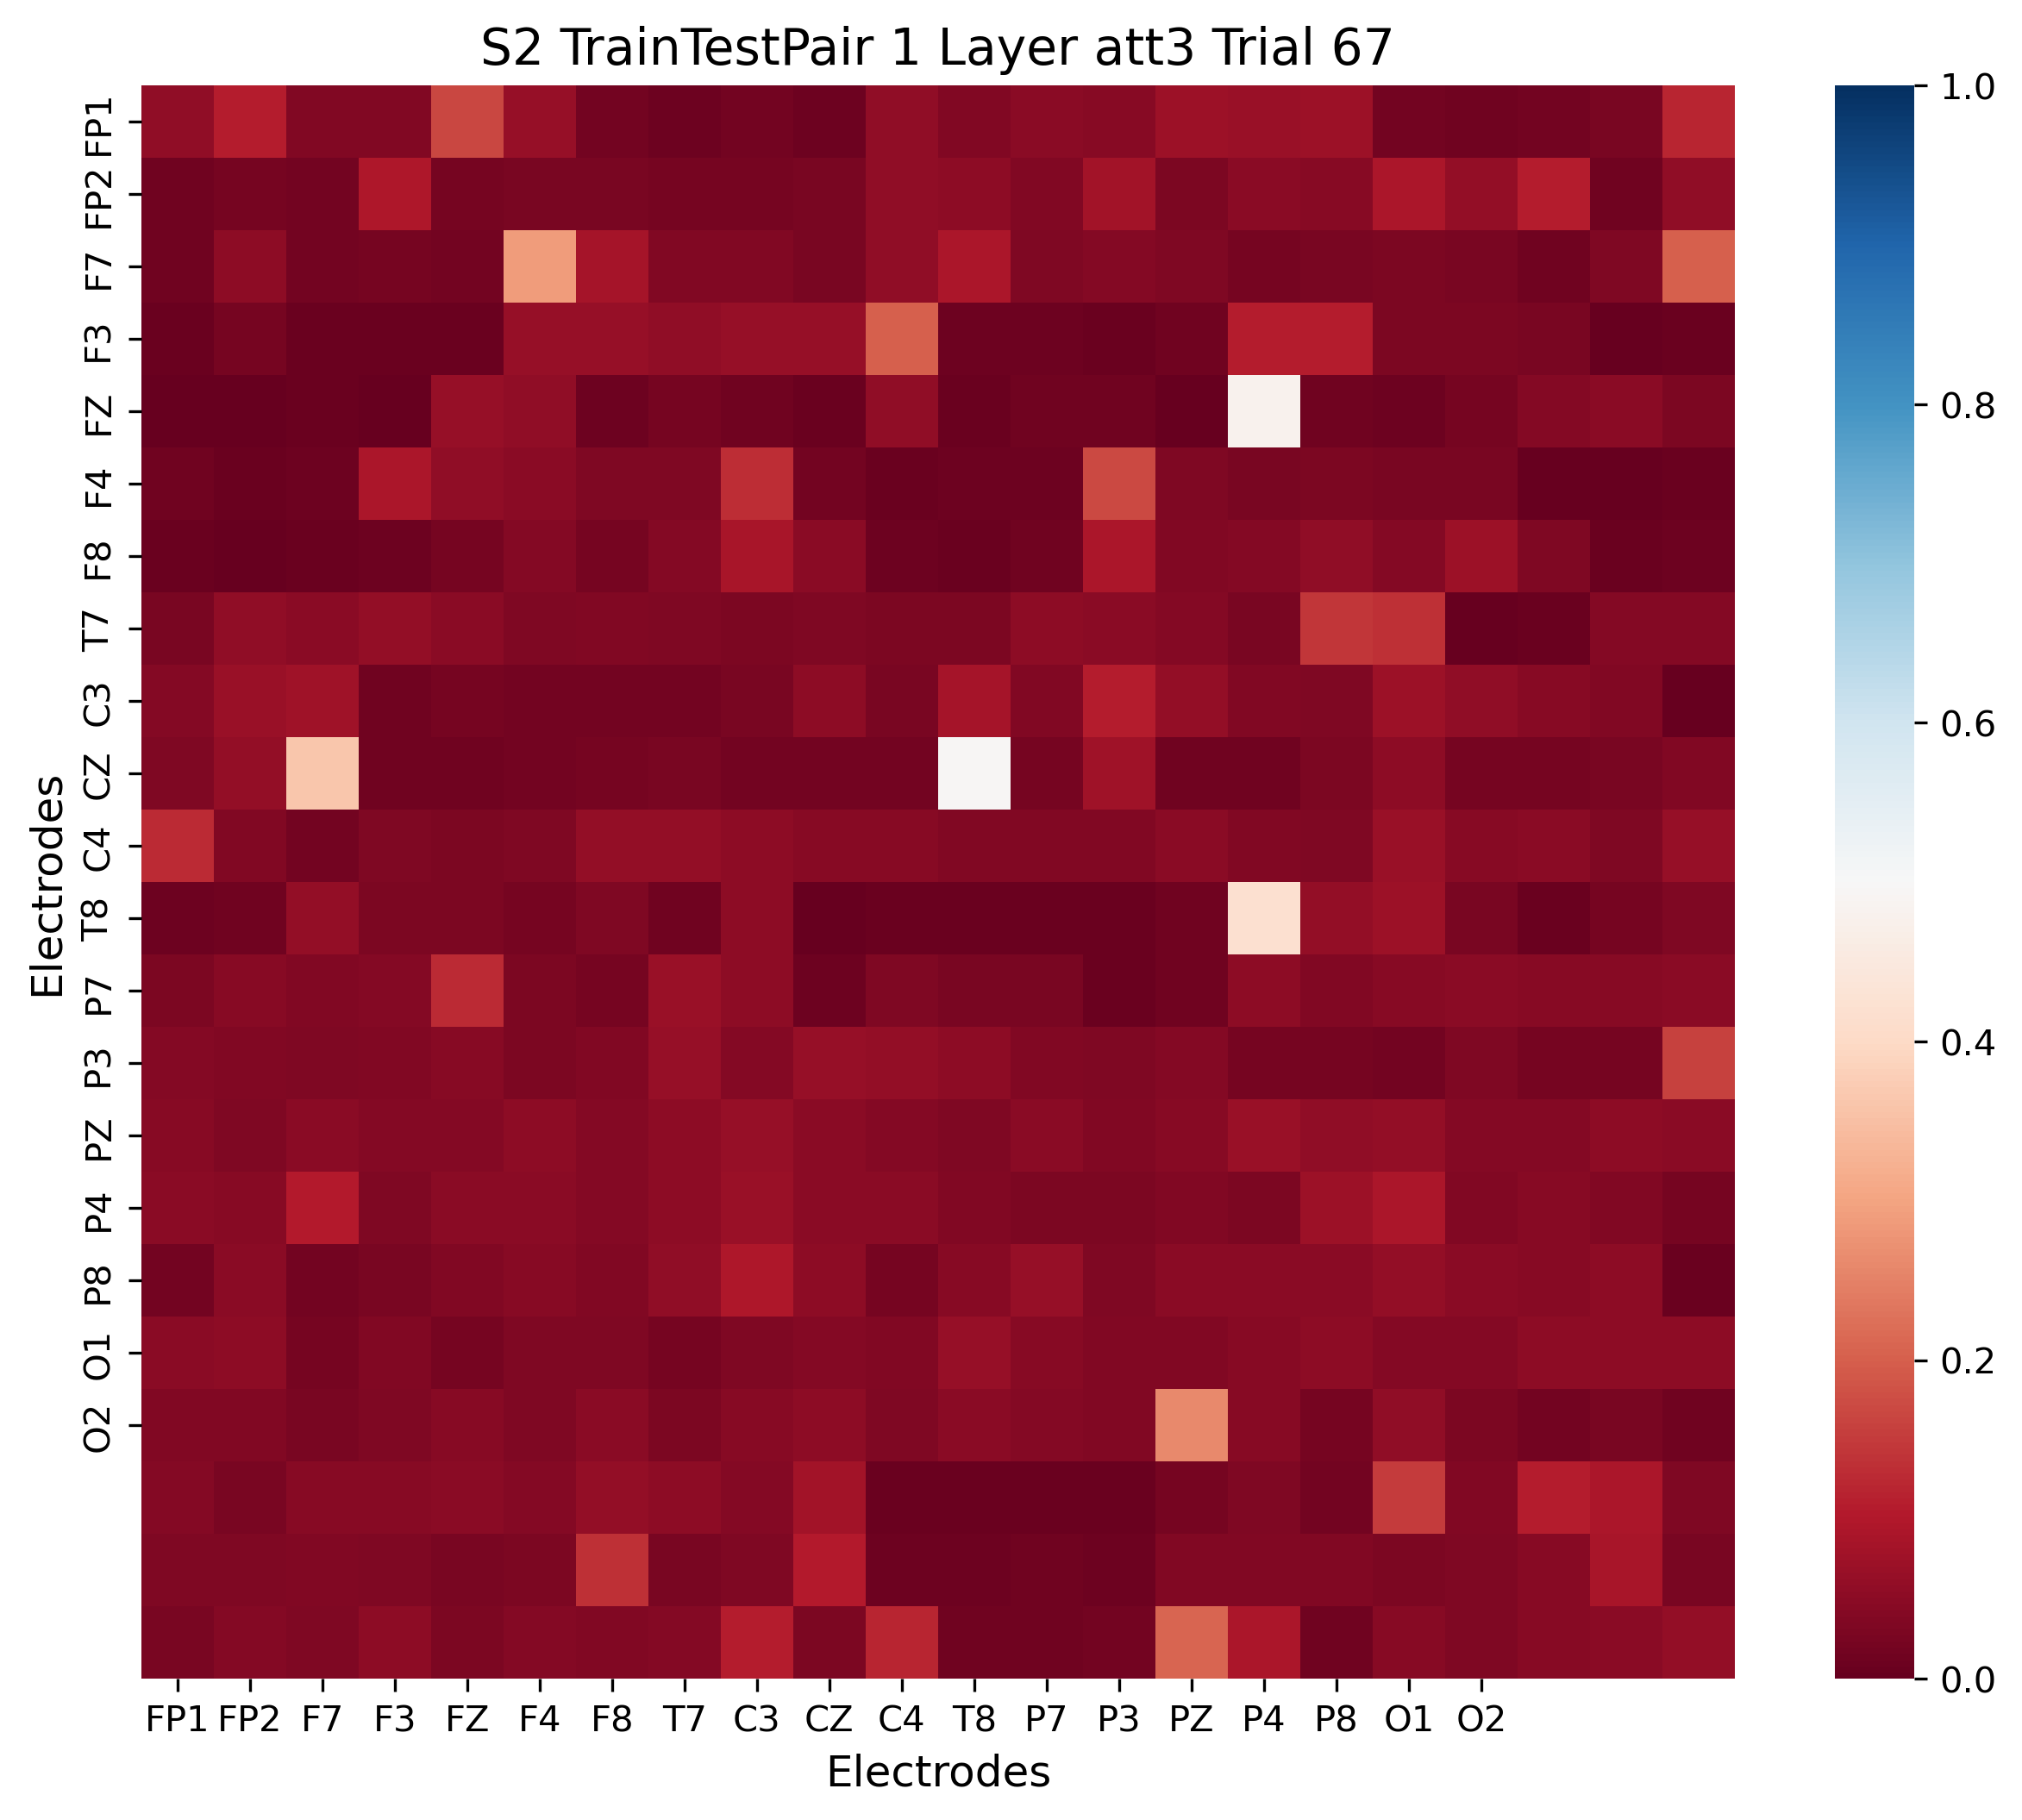 S2 TrainTestPair 1 Layer att3 Trial 67
Electrodes
FP1
FP2
F7
F3
FZ
F4
F8
T7
C3
CZ
C4
T8
P7
P3
PZ
P4
P8
O1
O2
FP1 FP2 F7 F3 FZ F4 F8 T7 C3 CZ C4 T8 P7 P3 PZ P4 P8 O1 O2
Electrodes
1.0
0.8
0.6
0.4
0.2
0.0